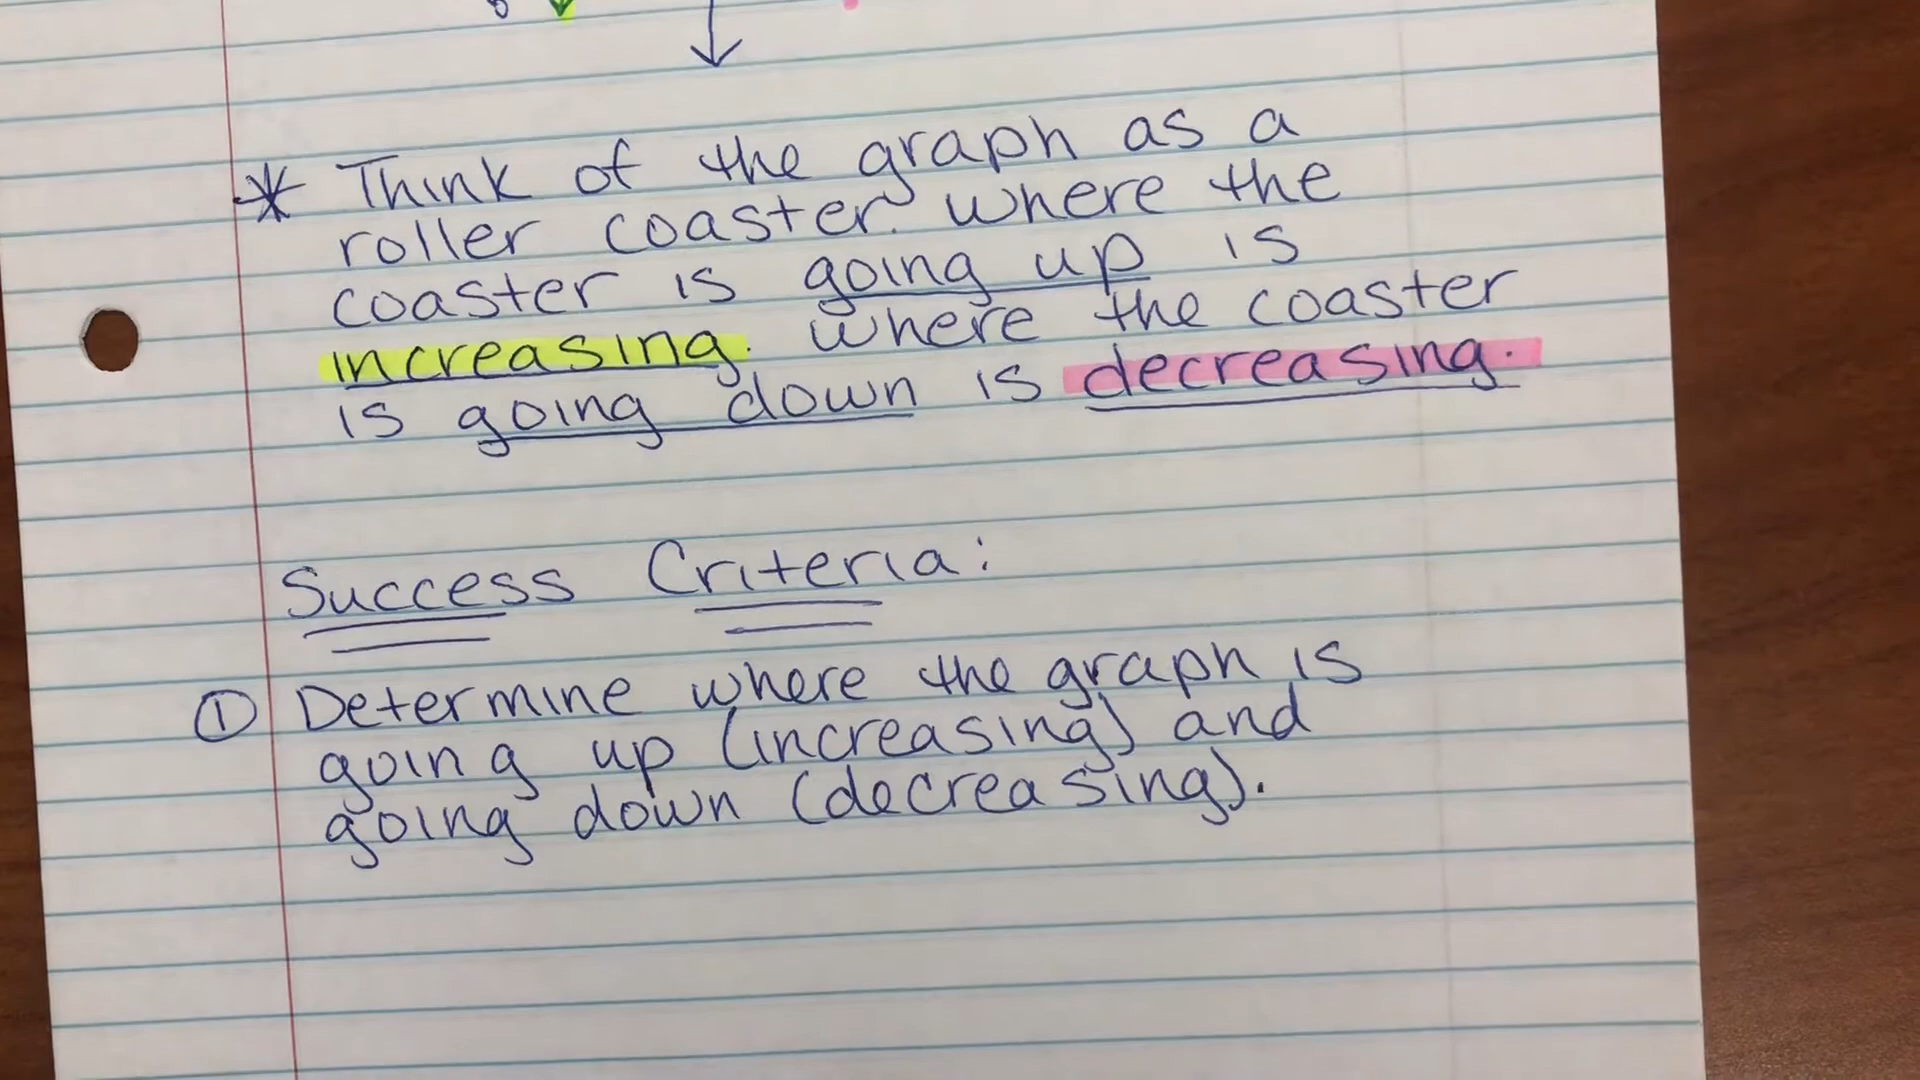 * Think of the graph as a
roller coaster. Where the
coaster is going up is
increasing. Where the coaster
is going down is decreasing.
Success Criteria:
① Determine where the graph is
going up (increasing) and
going down (decreasing).